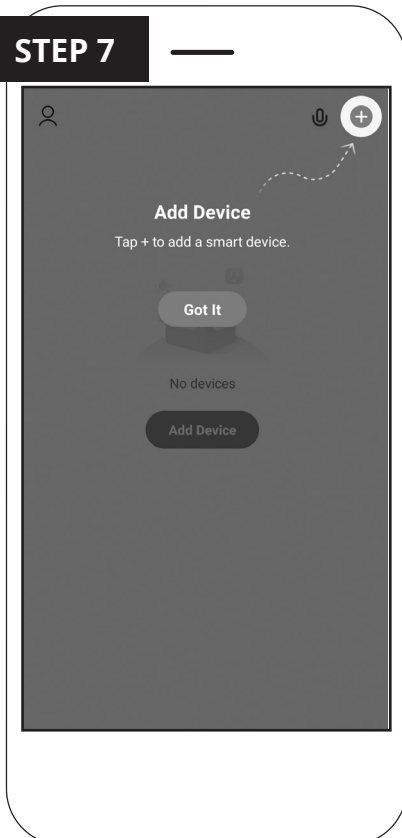 STEP 7
Add Device
Tap + to add a smart device.
Got It
No devices
Add Device